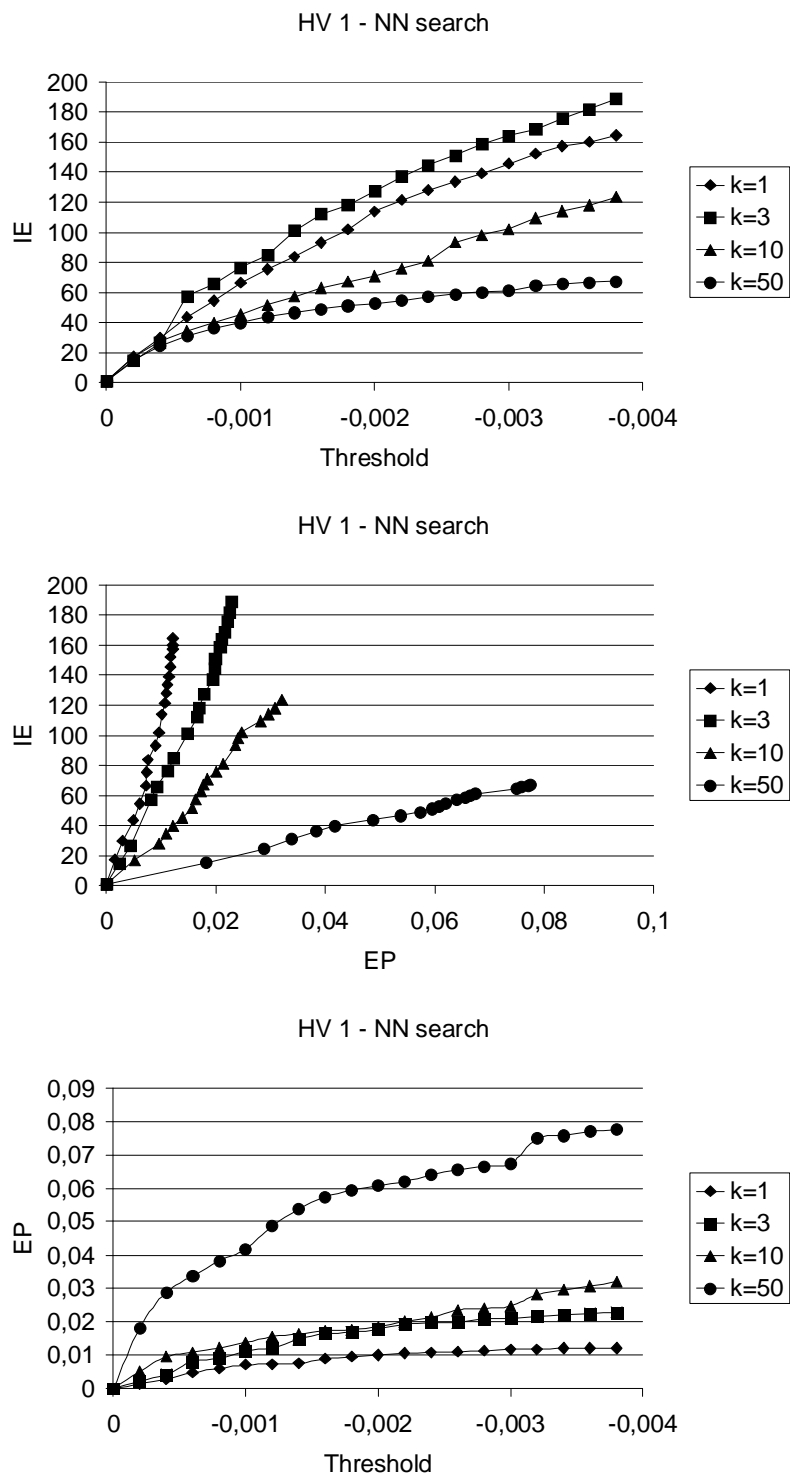 HV 1 - NN search
200
180
160
140
120
100
80
60
40
20
0
IE
0 -0,001 -0,002 -0,003 -0,004
Threshold
k=1
k=3
k=10
k=50
HV 1 - NN search
200
180
160
140
120
100
80
60
40
20
0
IE
0 0,02 0,04 0,06 0,08 0,1
EP
k=1
k=3
k=10
k=50
HV 1 - NN search
0,09
0,08
0,07
0,06
0,05
0,04
0,03
0,02
0,01
0
EP
0 -0,001 -0,002 -0,003 -0,004
Threshold
k=1
k=3
k=10
k=50